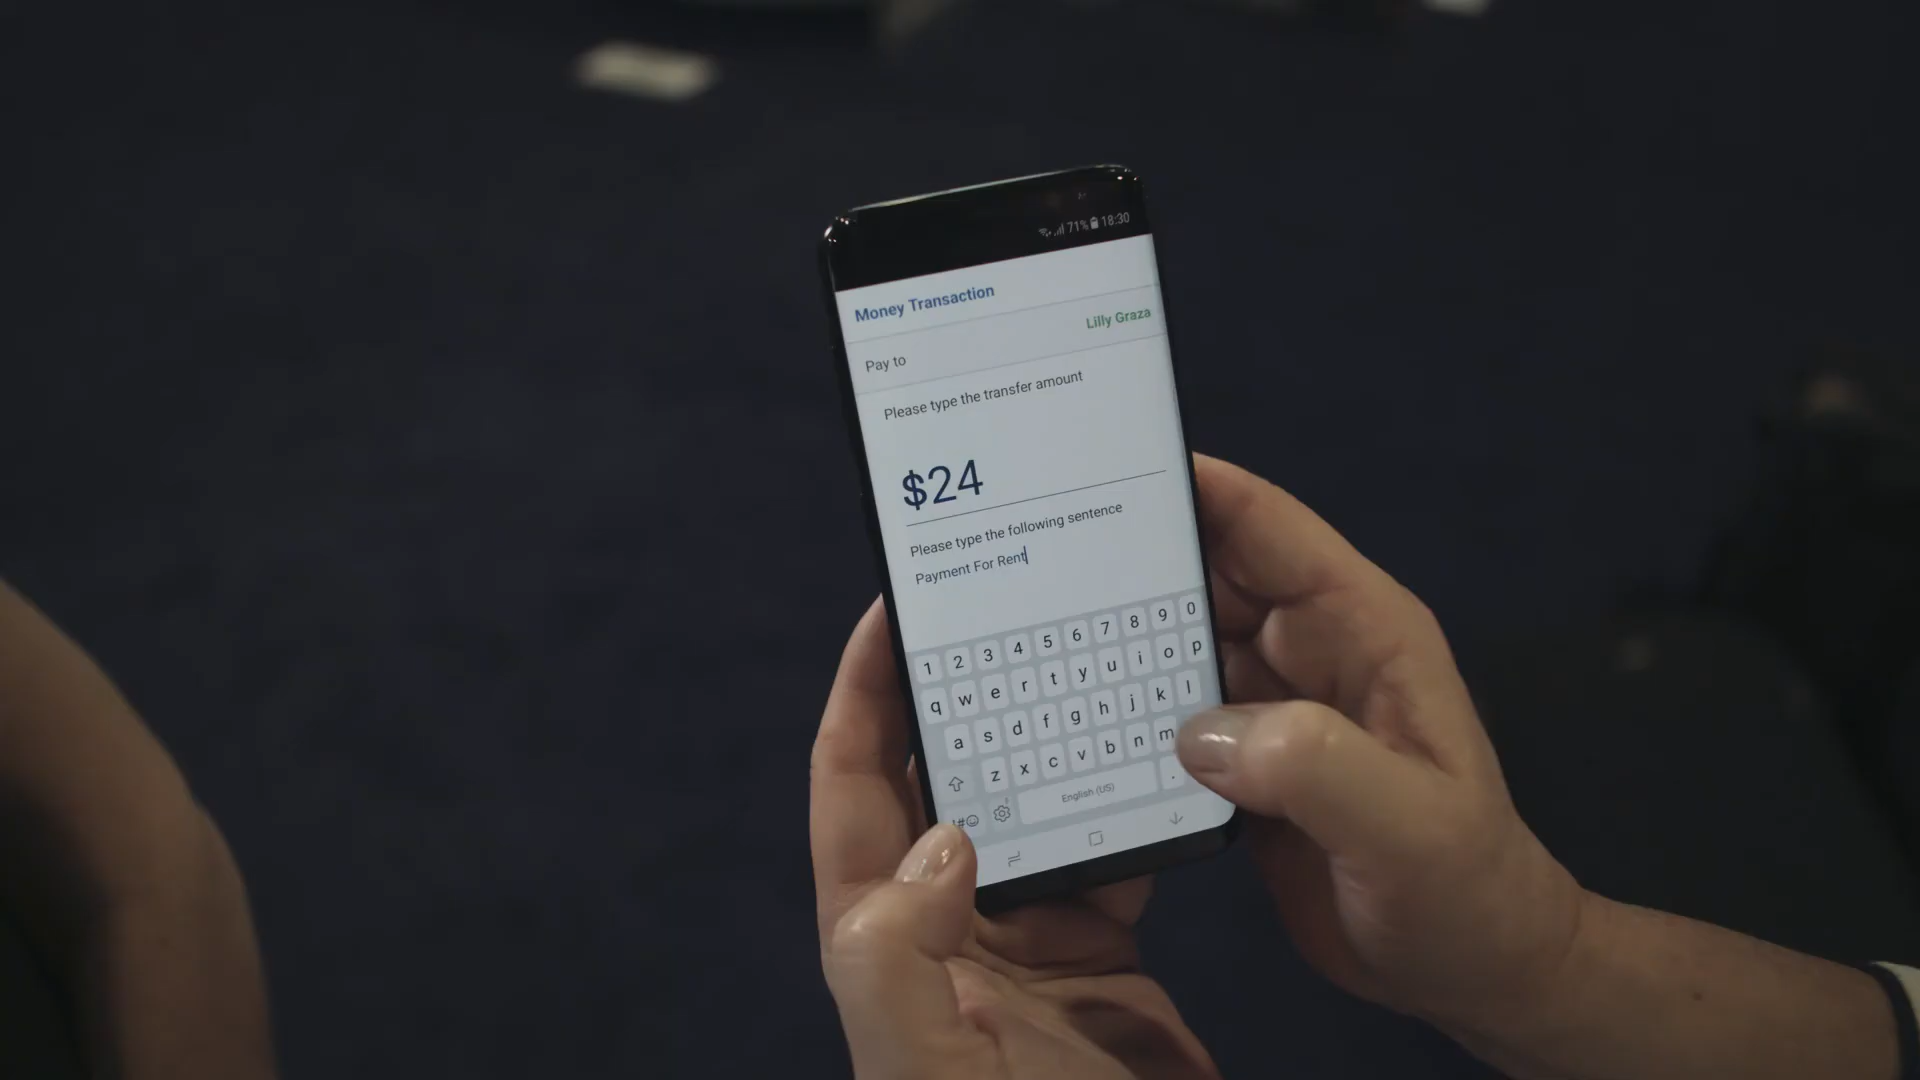 71% 18:30
Money Transaction
Pay to
Lilly Graza
Please type the transfer amount
$24
Please type the following sentence
Payment For Rent
1 2 3 4 5 6 7 8 9 0
q w e r t y u i o p
a s d f g h j k l
z x c v b n m
!#☺ English (US) .